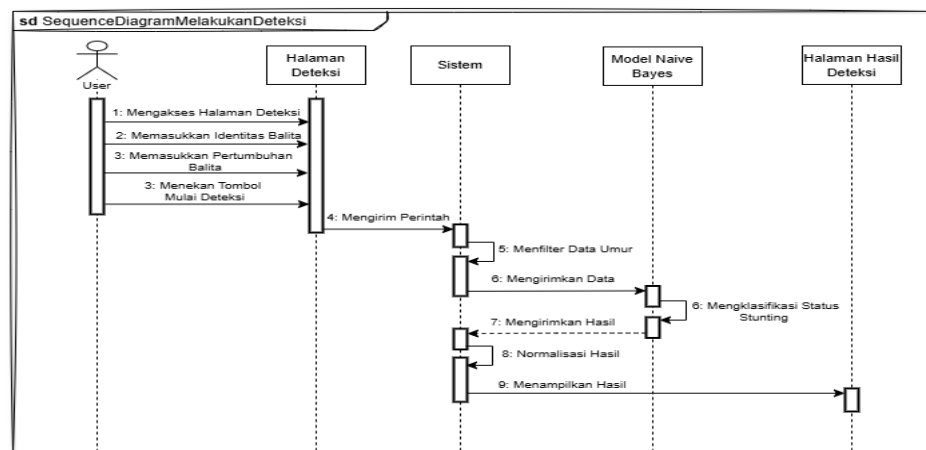 sd SequenceDiagramMelakukanDeteksi
User
Halaman
Deteksi
Sistem
Model Naive
Bayes
Halaman Hasil
Deteksi
1: Mengakses Halaman Deteksi
2: Memasukkan Identitas Balita
3: Memasukkan Pertumbuhan
Balita
3: Menekan Tombol
Mulai Deteksi
4: Mengirim Perintah
5: Menfilter Data Umur
6: Mengirimkan Data
6: Mengklasifikasi Status
Stunting
7: Mengirimkan Hasil
8: Normalisasi Hasil
9: Menampilkan Hasil